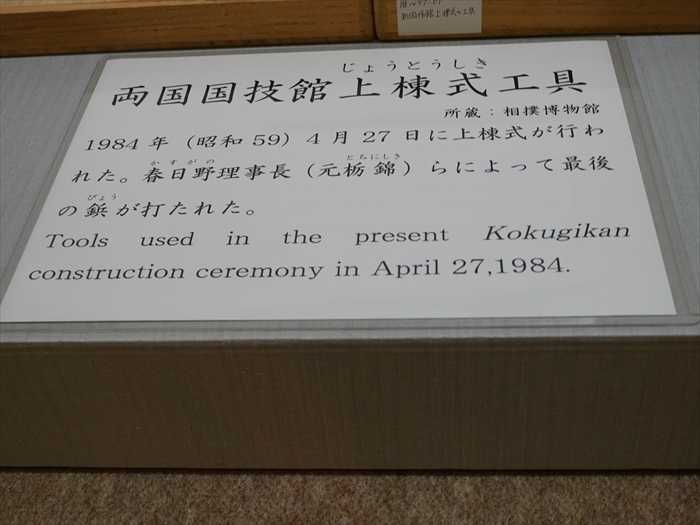 両国国技館上棟式工具
じょうとうしき
所蔵：相撲博物館
1984年（昭和59）4月27日に上棟式が行わ
れた。春日野理事長（元栃錦）らによって最後
かすがの とちにしき
の鋲が打たれた。
びょう
Tools used in the present Kokugikan
construction ceremony in April 27,1984.